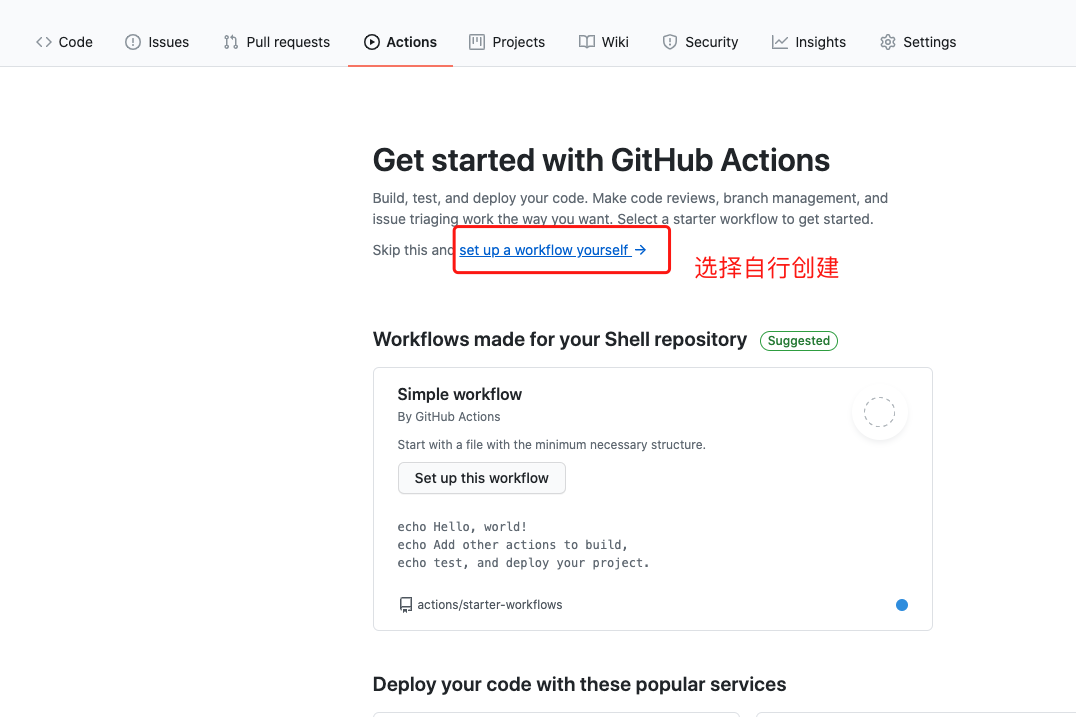 Code Issues Pull requests Actions Projects Wiki Security Insights Settings
Get started with GitHub Actions
Build, test, and deploy your code. Make code reviews, branch management, and
issue triaging work the way you want. Select a starter workflow to get started.
Skip this and set up a workflow yourself →
选择自行创建
Workflows made for your Shell repository Suggested
Simple workflow
By GitHub Actions
Start with a file with the minimum necessary structure.
Set up this workflow
echo Hello, world!
echo Add other actions to build,
echo test, and deploy your project.
actions/starter-workflows
Deploy your code with these popular services